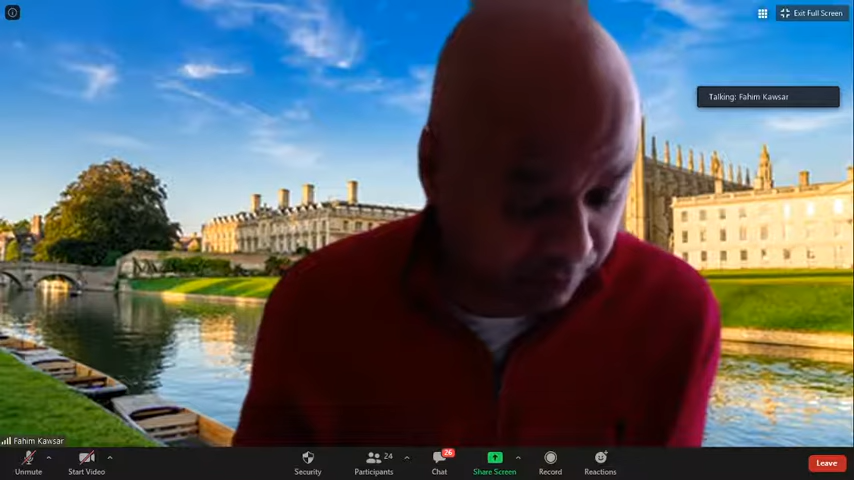 Exit Full Screen
Talking: Fahim Kawsar
Fahim Kawsar
Unmute
Start Video
Security
24
Participants
26
Chat
Share Screen
Record
Reactions
Leave